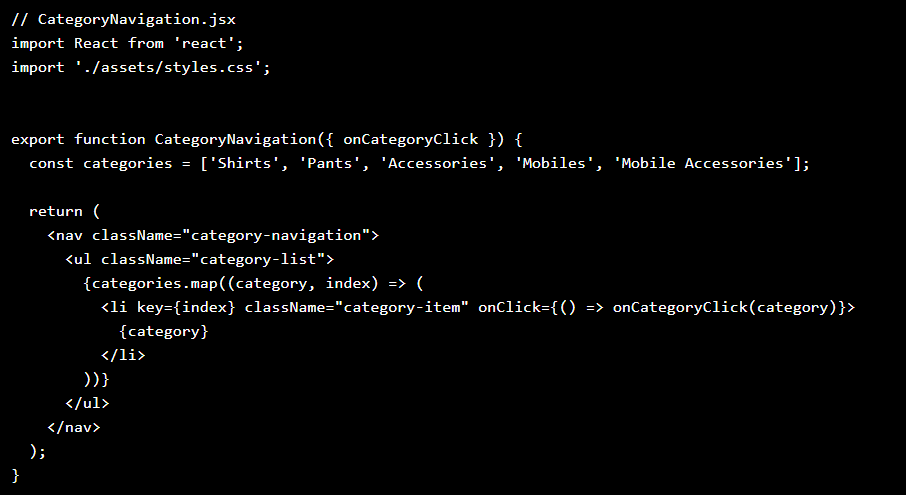 // CategoryNavigation.jsx
import React from 'react';
import './assets/styles.css';
export function CategoryNavigation({ onCategoryClick }) {
  const categories = ['Shirts', 'Pants', 'Accessories', 'Mobiles', 'Mobile Accessories'];
  return (
    <nav className="category-navigation">
      <ul className="category-list">
        {categories.map((category, index) => (
          <li key={index} className="category-item" onClick={() => onCategoryClick(category)}>
            {category}
          </li>
        ))}
      </ul>
    </nav>
  );
}